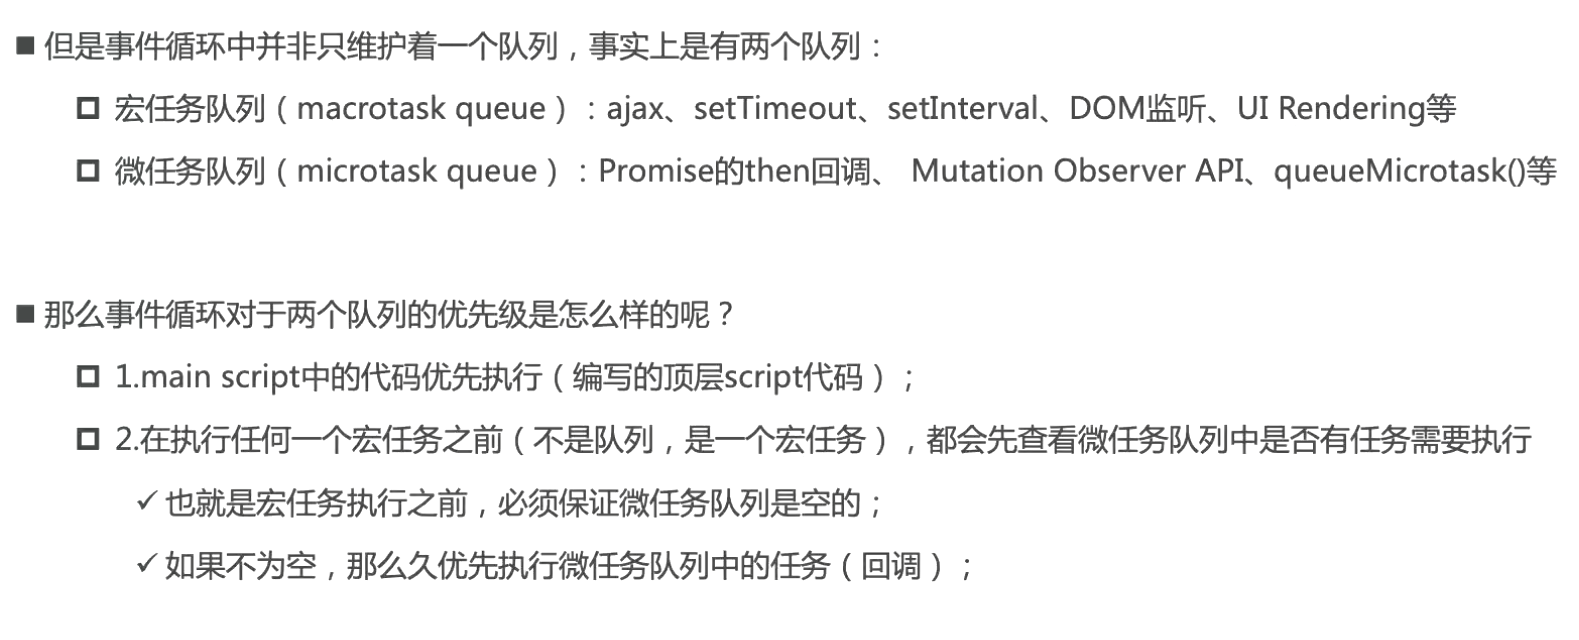 ■ 但是事件循环中并非只维护着一个队列，事实上是有两个队列：
宏任务队列（macrotask queue）：ajax、setTimeout、setInterval、DOM监听、UI Rendering等
微任务队列（microtask queue）：Promise的then回调、 Mutation Observer API、queueMicrotask()等
■ 那么事件循环对于两个队列的优先级是怎么样的呢？
1.main script中的代码优先执行（编写的顶层script代码）；
2.在执行任何一个宏任务之前（不是队列，是一个宏任务），都会先查看微任务队列中是否有任务需要执行
✓ 也就是宏任务执行之前，必须保证微任务队列是空的；
✓ 如果不为空，那么久优先执行微任务队列中的任务（回调）；